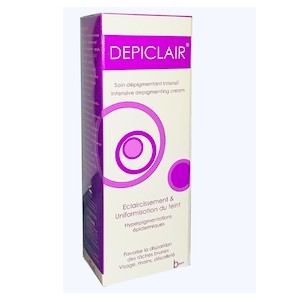 DEPICLAIR®
Soin dépigmentant intensif
Intensive depigmenting cream
Eclaircissement &
Uniformisation du teint
Hyperpigmentations
épidermiques
Favorise la disparition
des tâches brunes
Visage, mains, décolleté